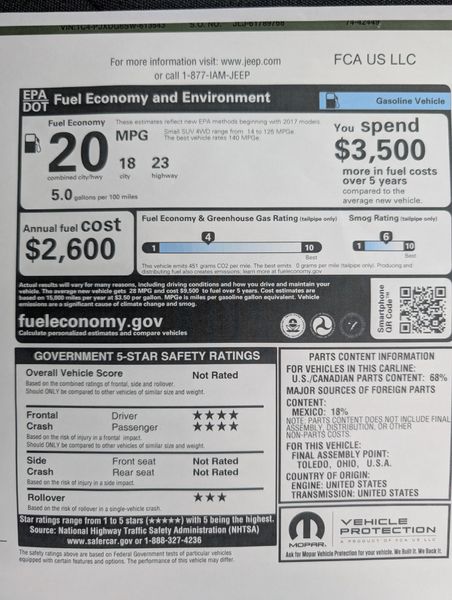 For more information visit: www.jeep.com
or call 1-877-IAM-JEEP
FCA US LLC
EPA
DOT
Fuel Economy and Environment
Gasoline Vehicle
Fuel Economy
These estimates reflect new EPA methods beginning with 2017 models.
20
MPG
Small SUV 4WD range from 14 to 125 MPGe.
The best vehicle rates 140 MPGe.
18
23
combined city/hwy
city
highway
5.0 gallons per 100 miles
You spend
$3,500
more in fuel costs
over 5 years
compared to the
average new vehicle.
Annual fuel cost
$2,600
Fuel Economy & Greenhouse Gas Rating (tailpipe only)
4
1
10
Best
Smog Rating (tailpipe only)
6
1
10
Best
This vehicle emits 451 grams CO2 per mile. The best emits 0 grams per mile (tailpipe only). Producing and
distributing fuel also creates emissions; learn more at fueleconomy.gov
Actual results will vary for many reasons, including driving conditions and how you drive and maintain your
vehicle. The average new vehicle gets 28 MPG and cost $9,500 to fuel over 5 years. Cost estimates are
based on 15,000 miles per year at $3.50 per gallon. MPGe is miles per gasoline gallon equivalent. Vehicle
emissions are a significant cause of climate change and smog.
fueleconomy.gov
Calculate personalized estimates and compare vehicles
Smartphone
QR Code™
GOVERNMENT 5-STAR SAFETY RATINGS
Overall Vehicle Score Not Rated
Based on the combined ratings of frontal, side and rollover.
Should ONLY be compared to other vehicles of similar size and weight.
Frontal Driver ★★★★
Crash Passenger ★★★★
Based on the risk of injury in a frontal impact.
Should ONLY be compared to other vehicles of similar size and weight.
Side Front seat Not Rated
Crash Rear seat Not Rated
Based on the risk of injury in a side impact.
Rollover ★★★
Based on the risk of rollover in a single-vehicle crash.
Star ratings range from 1 to 5 stars (★★★★★) with 5 being the highest.
Source: National Highway Traffic Safety Administration (NHTSA)
www.safercar.gov or 1-888-327-4236
The safety ratings above are based on Federal Government tests of particular vehicles
equipped with certain features and options. The performance of this vehicle may differ.
PARTS CONTENT INFORMATION
FOR VEHICLES IN THIS CARLINE:
U.S./CANADIAN PARTS CONTENT: 68%
MAJOR SOURCES OF FOREIGN PARTS
CONTENT:
MEXICO: 18%
NOTE: PARTS CONTENT DOES NOT INCLUDE FINAL
ASSEMBLY, DISTRIBUTION, OR OTHER
NON-PARTS COSTS.
FOR THIS VEHICLE:
FINAL ASSEMBLY POINT:
TOLEDO, OHIO, U.S.A.
COUNTRY OF ORIGIN:
ENGINE: UNITED STATES
TRANSMISSION: UNITED STATES
MOPAR
VEHICLE
PROTECTION
A PRODUCT OF FCA US LLC
Ask for Mopar Vehicle Protection for your vehicle. We Built It. We Back It.